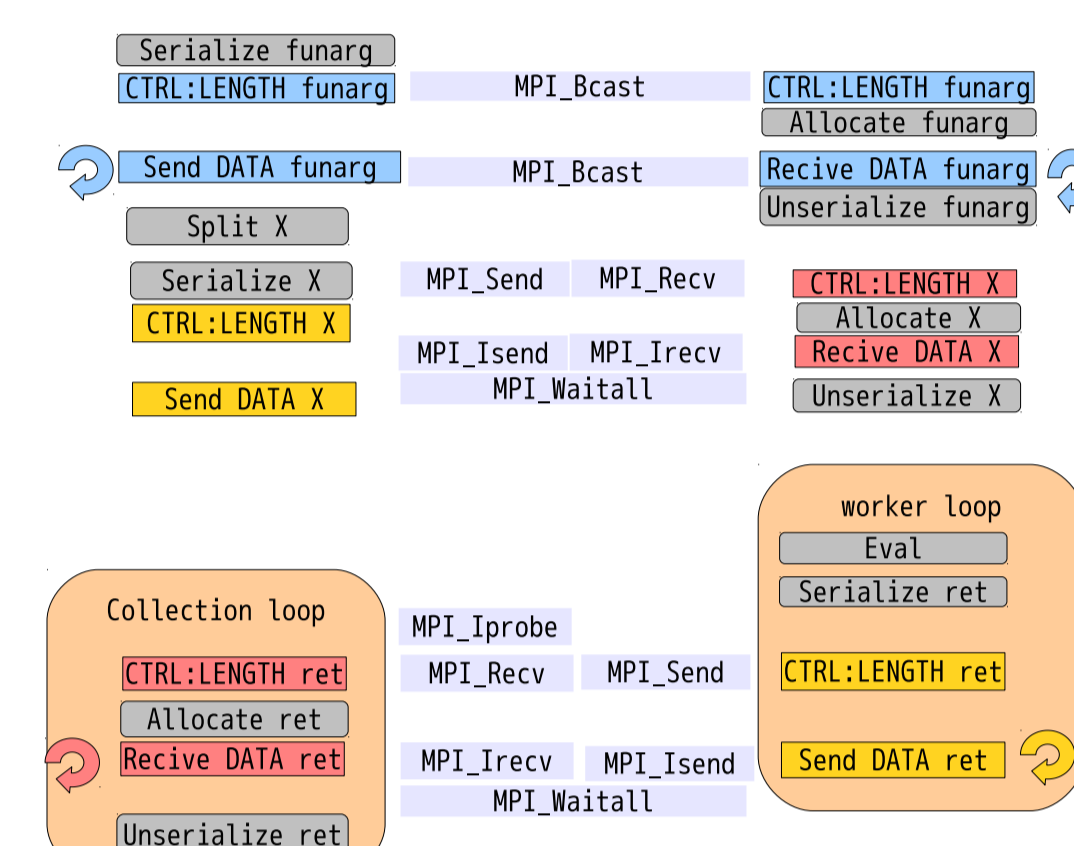 Serialize funarg
CTRL:LENGTH funarg
MPI_Bcast
CTRL:LENGTH funarg
Allocate funarg
Send DATA funarg
MPI_Bcast
Recive DATA funarg
Unserialize funarg
Split X
Serialize X
MPI_Send
MPI_Recv
CTRL:LENGTH X
CTRL:LENGTH X
Allocate X
MPI_Isend
MPI_Irecv
Recive DATA X
MPI_Waitall
Send DATA X
Unserialize X
worker loop
Eval
Serialize ret
Collection loop
MPI_Iprobe
CTRL:LENGTH ret
MPI_Recv
MPI_Send
CTRL:LENGTH ret
Allocate ret
Recive DATA ret
MPI_Irecv
MPI_Isend
Send DATA ret
MPI_Waitall
Unserialize ret